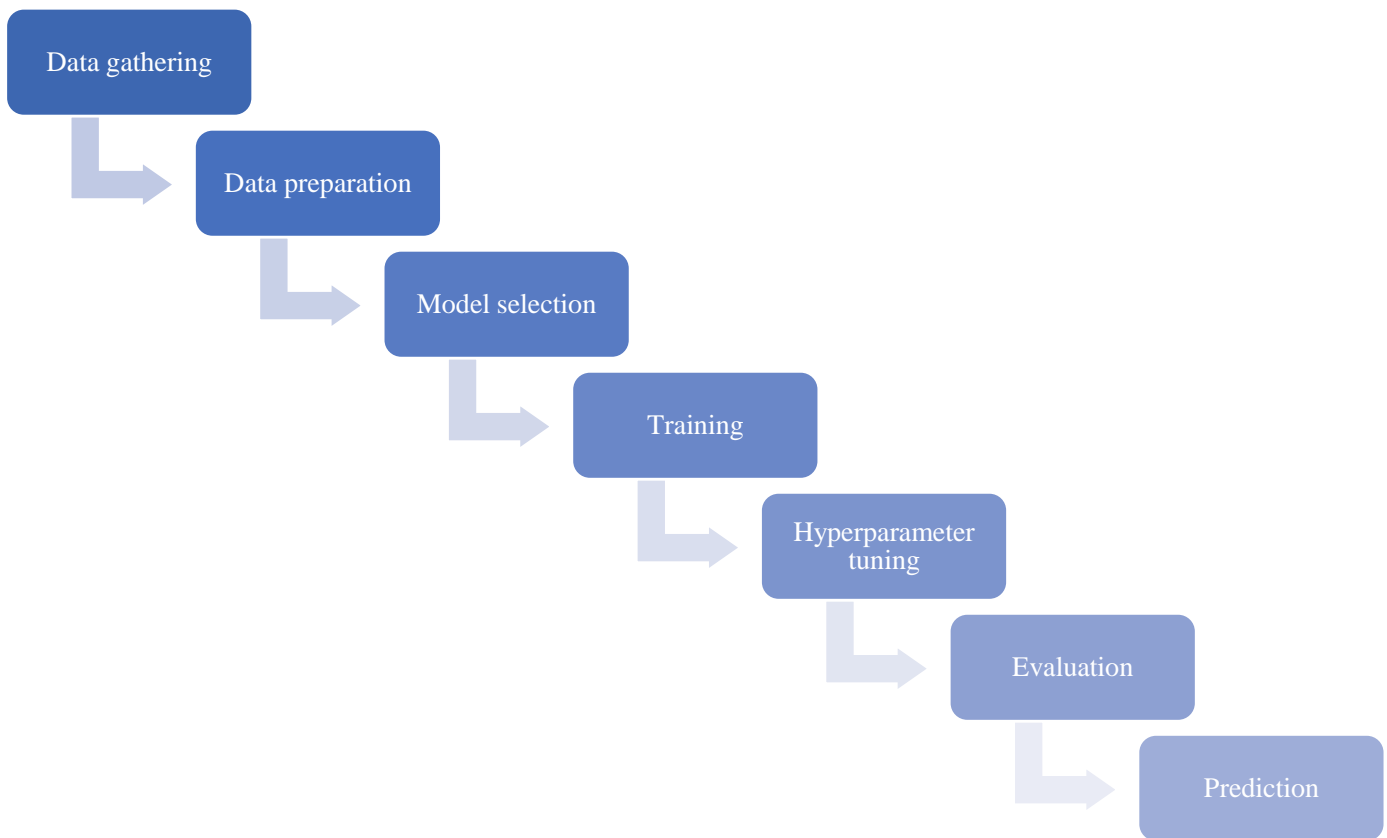 Data gathering
Data preparation
Model selection
Training
Hyperparameter
tuning
Evaluation
Prediction